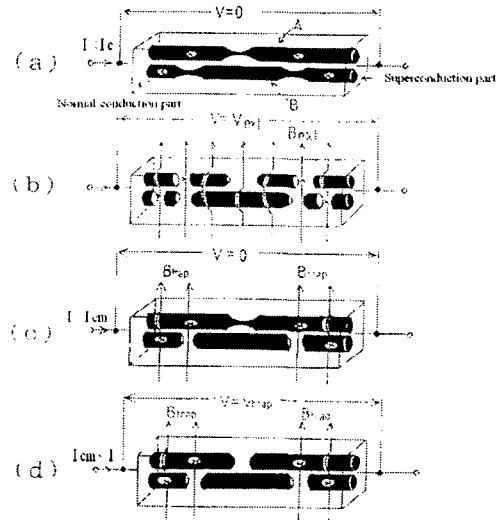 V=0
A
I<Ic
(a)
Superconduction part
Normal conduction part
B
V=Vext
Bext
(b)
V=0
Btrap
Btrap
Icm
(c)
V=Vtrap
Btrap
Btrap
Icm<I
(d)